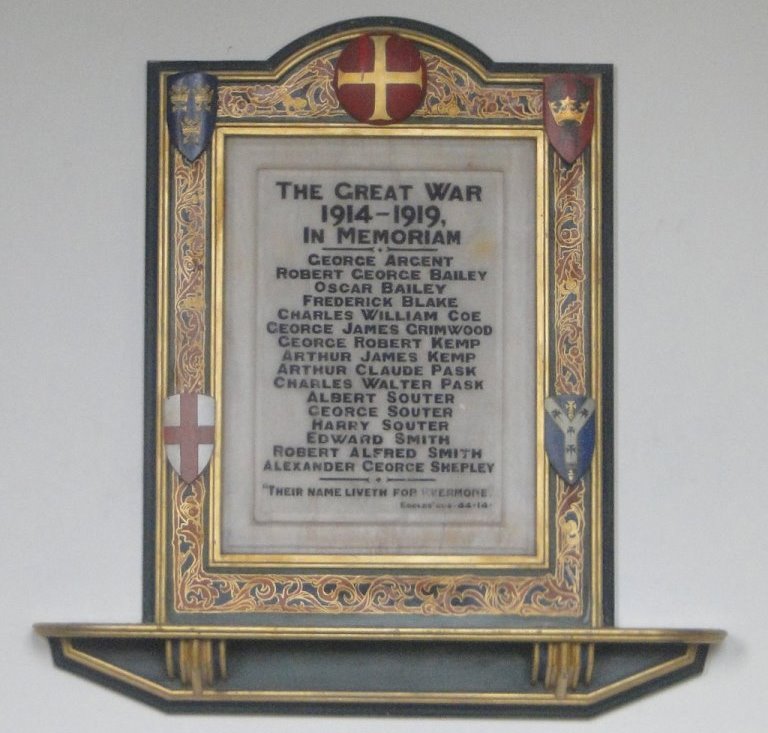 THE GREAT WAR
1914-1919,
IN MEMORIAM
GEORGE ARGENT
ROBERT GEORGE BAILEY
OSCAR BAILEY
FREDERICK BLAKE
CHARLES WILLIAM COE
GEORGE JAMES GRIMWOOD
GEORGE ROBERT KEMP
ARTHUR JAMES KEMP
ARTHUR CLAUDE PASK
CHARLES WALTER PASK
ALBERT SOUTER
GEORGE SOUTER
HARRY SOUTER
EDWARD SMITH
ROBERT ALFRED SMITH
ALEXANDER GEORGE SHEPLEY
"THEIR NAME LIVETH FOR EVERMORE.
44-14